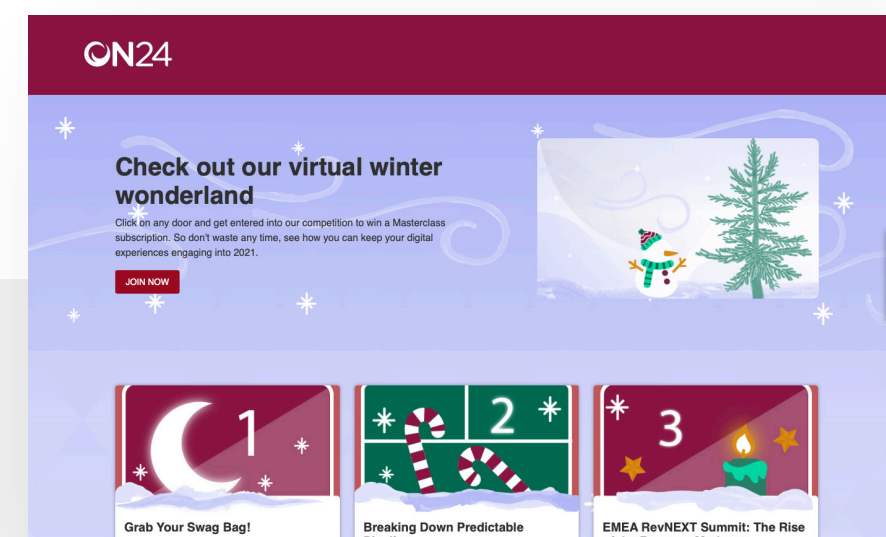 ON24
Check out our virtual winter
wonderland
Click on any door and get entered into our competition to win a Masterclass
subscription. So don't waste any time, see how you can keep your digital
experiences engaging into 2021.
JOIN NOW
1
2
3
Grab Your Swag Bag!
Breaking Down Predictable
EMEA RevNEXT Summit: The Rise